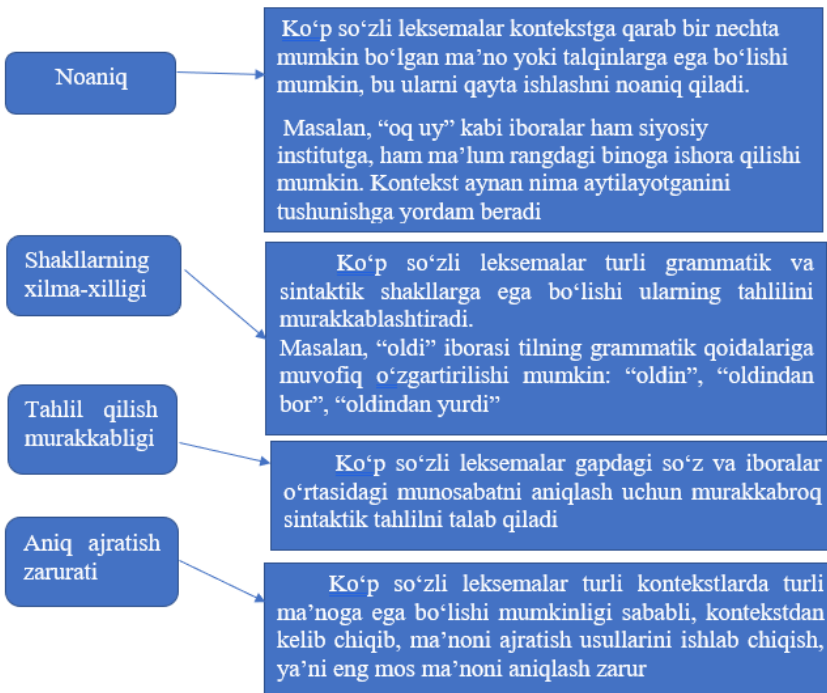 Noaniq
Ko‘p so‘zli leksemalar kontekstga qarab bir nechta
mumkin bo‘lgan ma’no yoki talqinlarga ega bo‘lishi
mumkin, bu ularni qayta ishlashni noaniq qiladi.
Masalan, “oq uy” kabi iboralar ham siyosiy
institutga, ham ma’lum rangdagi binoga ishora qilishi
mumkin. Kontekst aynan nima aytilayotganini
tushunishga yordam beradi
Shakllarning
xilma-xilligi
Ko‘p so‘zli leksemalar turli grammatik va
sintaktik shakllarga ega bo‘lishi ularning tahlilini
murakkablashtiradi.
Masalan, “oldi” iborasi tilning grammatik qoidalariga
muvofiq o‘zgartirilishi mumkin: “oldin”, “oldindan
bor”, “oldindan yurdi”
Tahlil qilish
murakkabligi
Ko‘p so‘zli leksemalar gapdagi so‘z va iboralar
o‘rtasidagi munosabatni aniqlash uchun murakkabroq
sintaktik tahlilni talab qiladi
Aniq ajratish
zarurati
Ko‘p so‘zli leksemalar turli kontekstlarda turli
ma’noga ega bo‘lishi mumkinligi sababli, kontekstdan
kelib chiqib, ma’noni ajratish usullarini ishlab chiqish,
ya’ni eng mos ma’noni aniqlash zarur